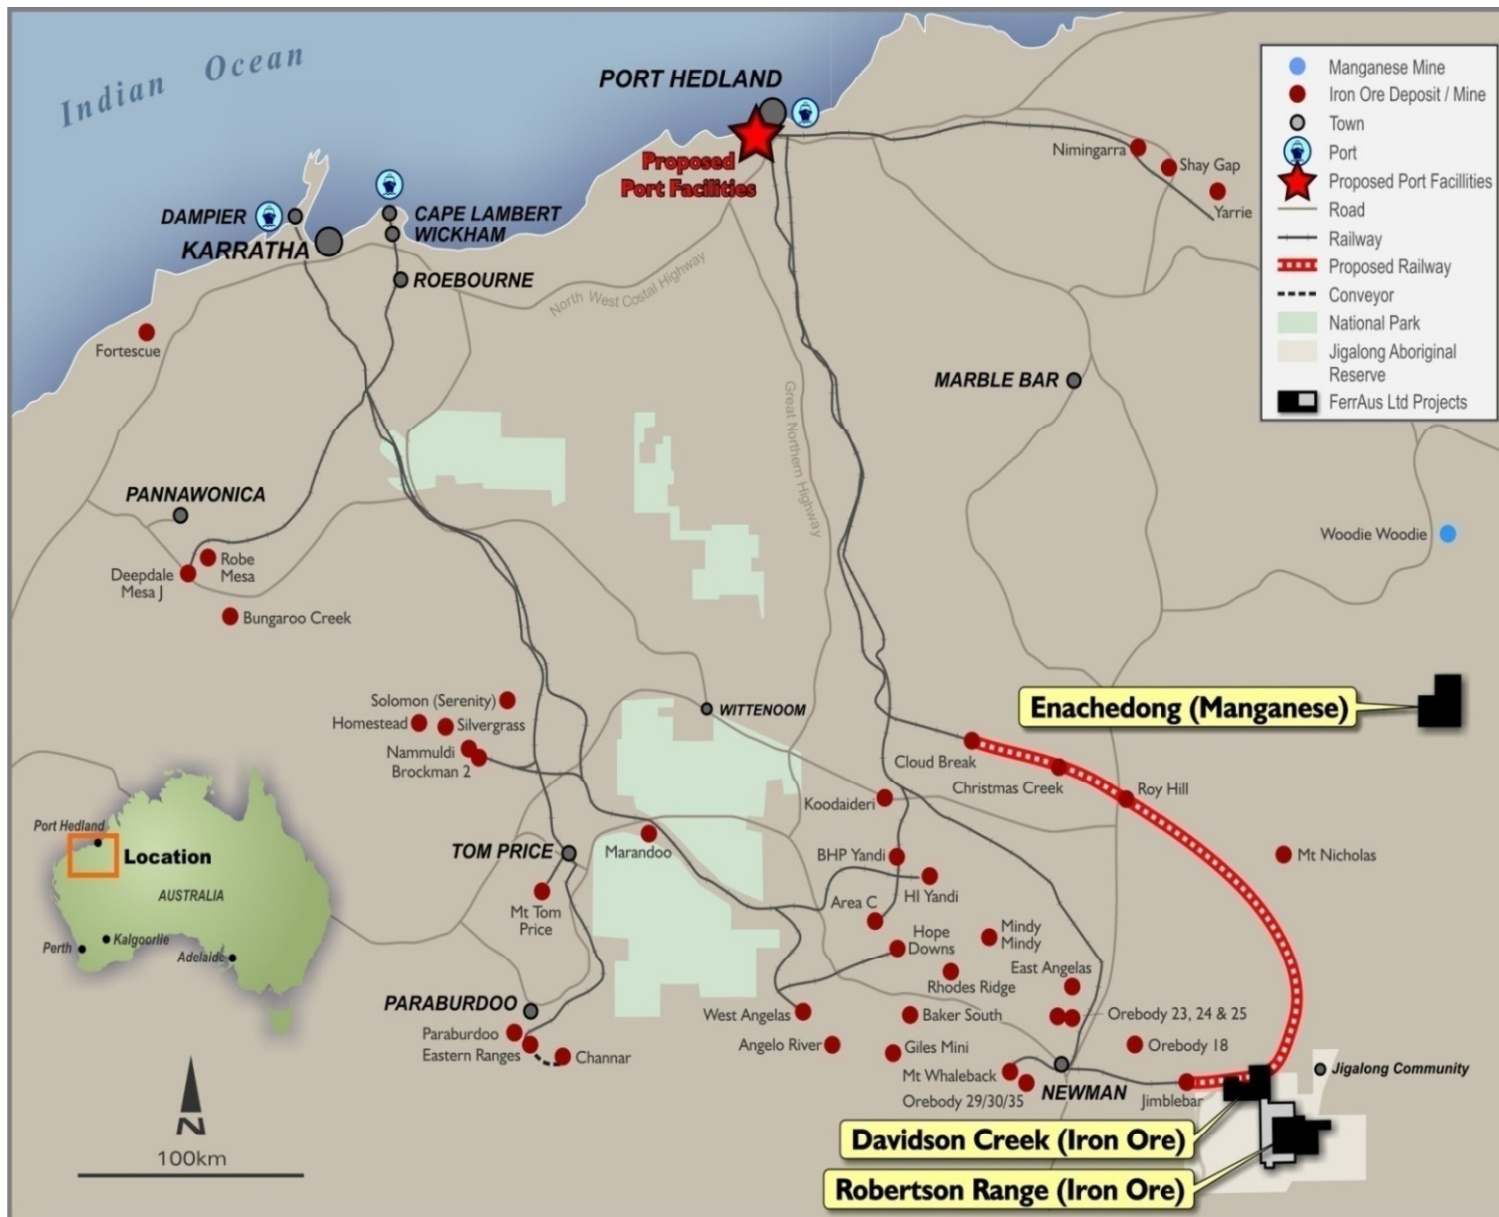 Indian Ocean
PORT HEDLAND
Proposed
Port Facilities
DAMPIER
KARRATHA
CAPE LAMBERT
WICKHAM
ROEBOURNE
North West Costal Highway
Great Northern Highway
Fortescue
Nimingarra
Shay Gap
Yarrie
MARBLE BAR
Manganese Mine
Iron Ore Deposit / Mine
Town
Port
Proposed Port Facillities
Road
Railway
Proposed Railway
Conveyor
National Park
Jigalong Aboriginal
Reserve
FerrAus Ltd Projects
PANNAWONICA
Robe
Mesa
Deepdale
Mesa J
Bungaroo Creek
Woodie Woodie
Solomon (Serenity)
Homestead
Silvergrass
Nammuldi
Brockman 2
WITTENOOM
Enachedong (Manganese)
Cloud Break
Christmas Creek
Roy Hill
Koodaideri
Mt Nicholas
TOM PRICE
Marandoo
BHP Yandi
HI Yandi
Area C
Mt Tom
Price
Hope
Downs
Mindy
Mindy
Rhodes Ridge
East Angelas
PARABURDOO
Paraburdoo
Eastern Ranges
Channar
West Angelas
Angelo River
Baker South
Giles Mini
Orebody 23, 24 & 25
Orebody 18
Mt Whaleback
Orebody 29/30/35
NEWMAN
Jimblebar
Jigalong Community
Davidson Creek (Iron Ore)
Robertson Range (Iron Ore)
Port Hedland
Location
AUSTRALIA
Perth
Kalgoorlie
Adelaide
N
100km